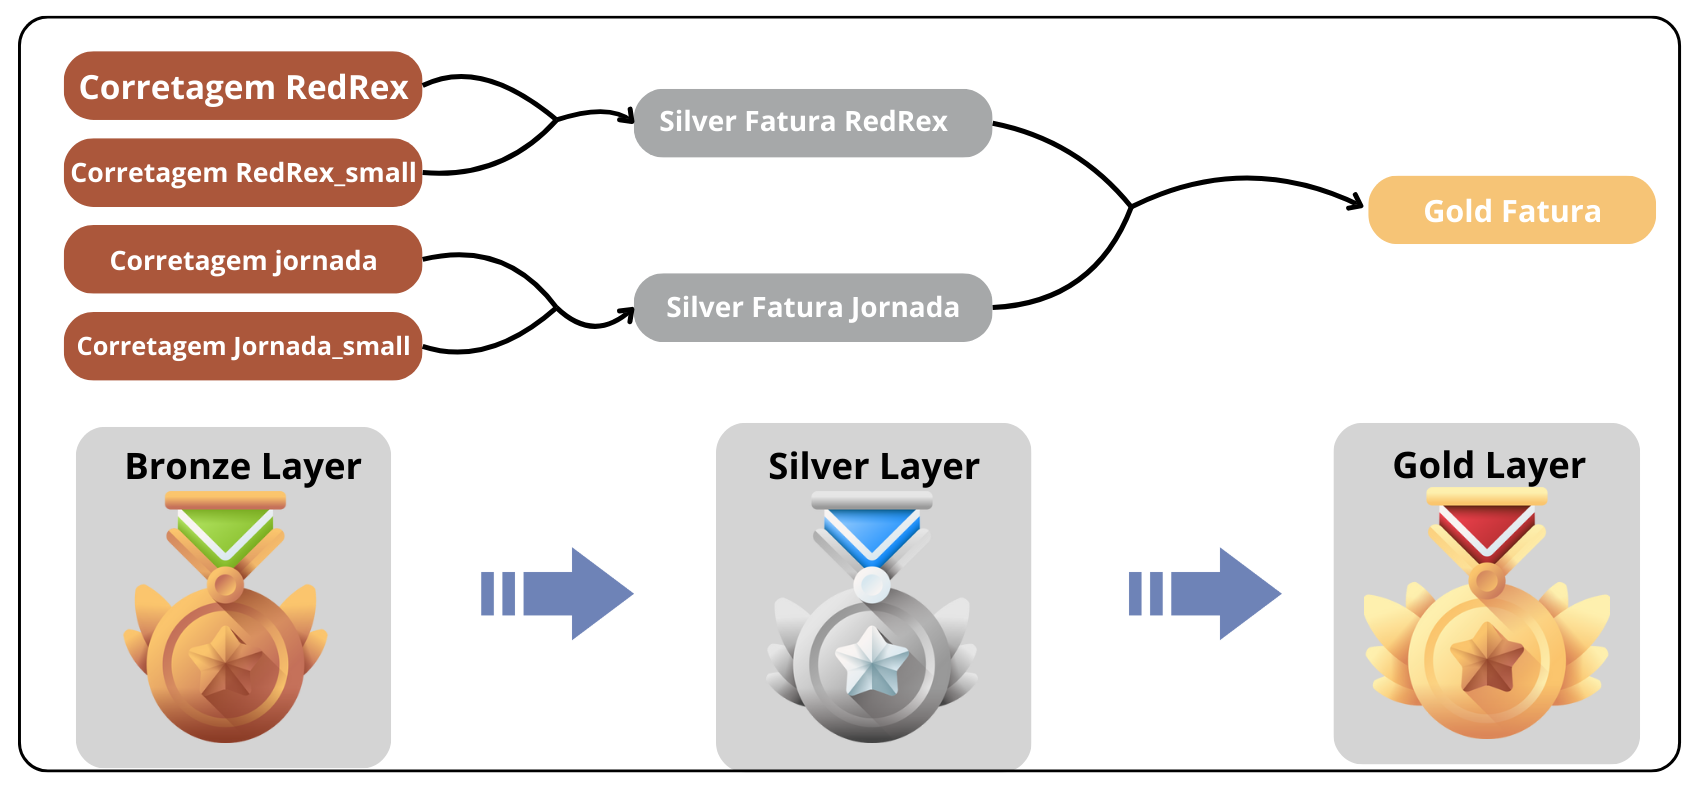 Corretagem RedRex
Corretagem RedRex_small
Corretagem jornada
Corretagem Jornada_small
Silver Fatura RedRex
Silver Fatura Jornada
Gold Fatura
Bronze Layer
Silver Layer
Gold Layer